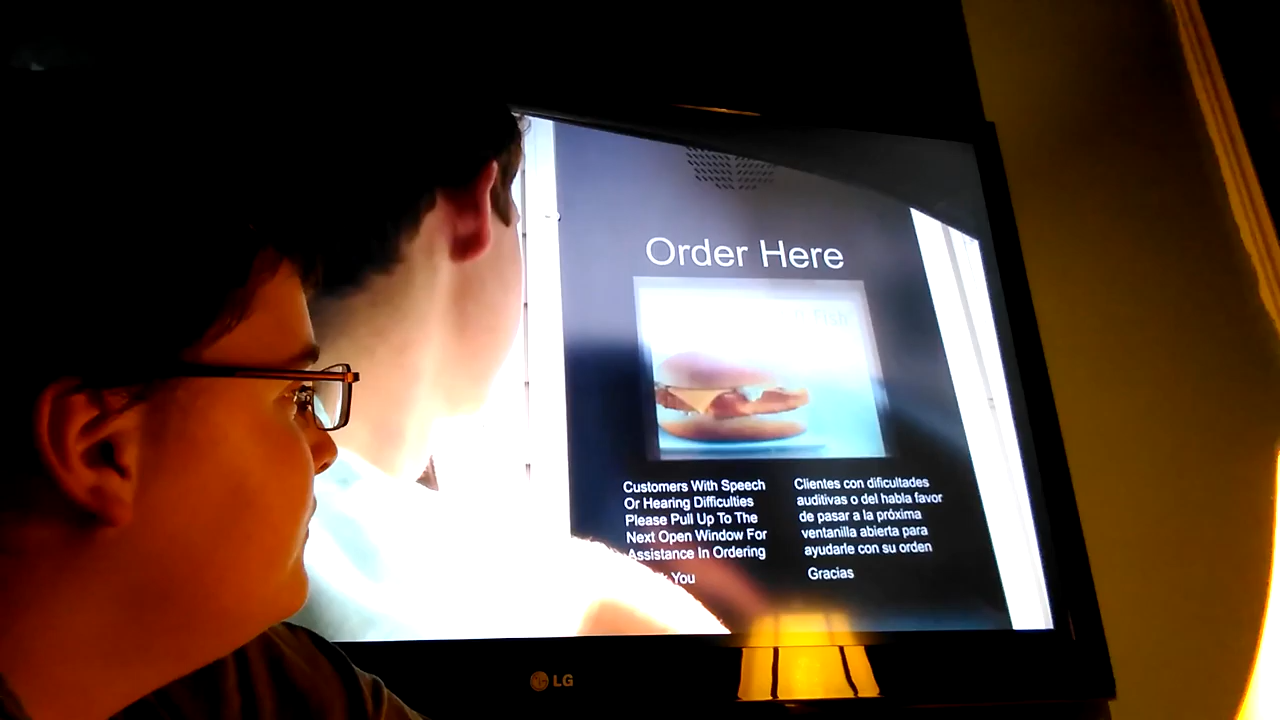 Order Here
Fish
Customers With Speech
Or Hearing Difficulties
Please Pull Up To The
Next Open Window For
Assistance In Ordering
You
Clientes con dificultades
auditivas o del habla favor
de pasar a la próxima
ventanilla abierta para
ayudarle con su orden
Gracias
LG